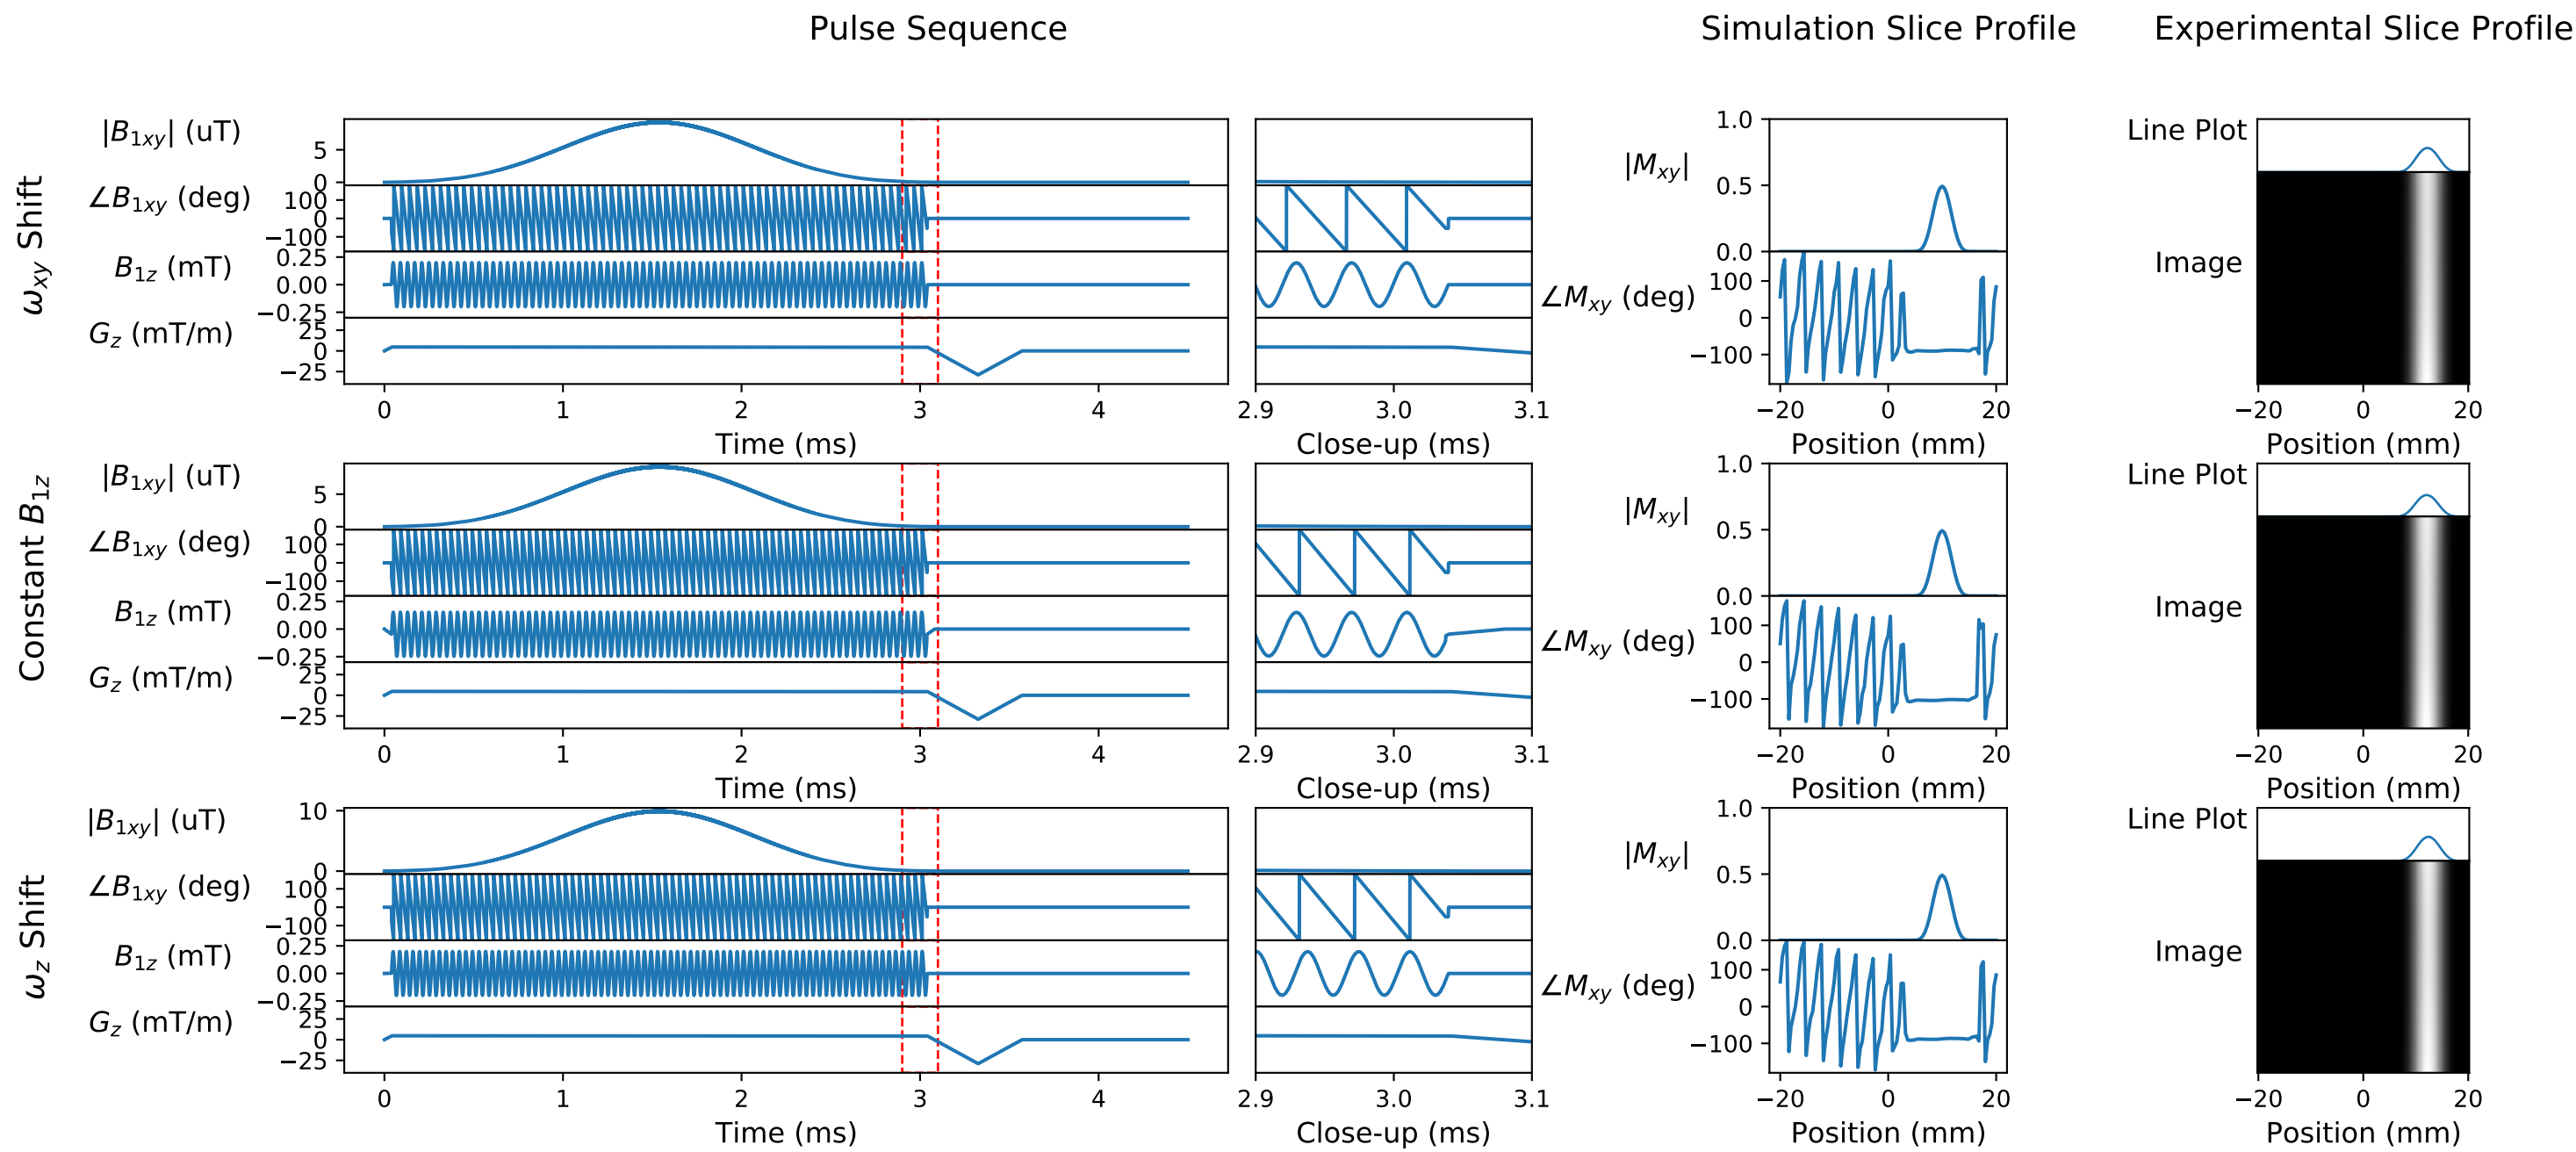 Pulse Sequence
Simulation Slice Profile
Experimental Slice Profile
ω_xy Shift
|B_1xy| (uT)
5
0
∠B_1xy (deg)
100
0
−100
B_1z (mT)
0.25
0.00
−0.25
G_z (mT/m)
25
0
−25
0 1 2 3 4
Time (ms)
2.9 3.0 3.1
Close-up (ms)
|M_xy|
1.0
0.5
0.0
∠M_xy (deg)
100
0
−100
−20 0 20
Position (mm)
Line Plot
Image
−20 0 20
Position (mm)
Constant B_1z
|B_1xy| (uT)
5
0
∠B_1xy (deg)
100
0
−100
B_1z (mT)
0.25
0.00
−0.25
G_z (mT/m)
25
0
−25
0 1 2 3 4
Time (ms)
2.9 3.0 3.1
Close-up (ms)
|M_xy|
1.0
0.5
0.0
∠M_xy (deg)
100
0
−100
−20 0 20
Position (mm)
Line Plot
Image
−20 0 20
Position (mm)
ω_z Shift
|B_1xy| (uT)
10
0
∠B_1xy (deg)
100
0
−100
B_1z (mT)
0.25
0.00
−0.25
G_z (mT/m)
25
0
−25
0 1 2 3 4
Time (ms)
2.9 3.0 3.1
Close-up (ms)
|M_xy|
1.0
0.5
0.0
∠M_xy (deg)
100
0
−100
−20 0 20
Position (mm)
Line Plot
Image
−20 0 20
Position (mm)